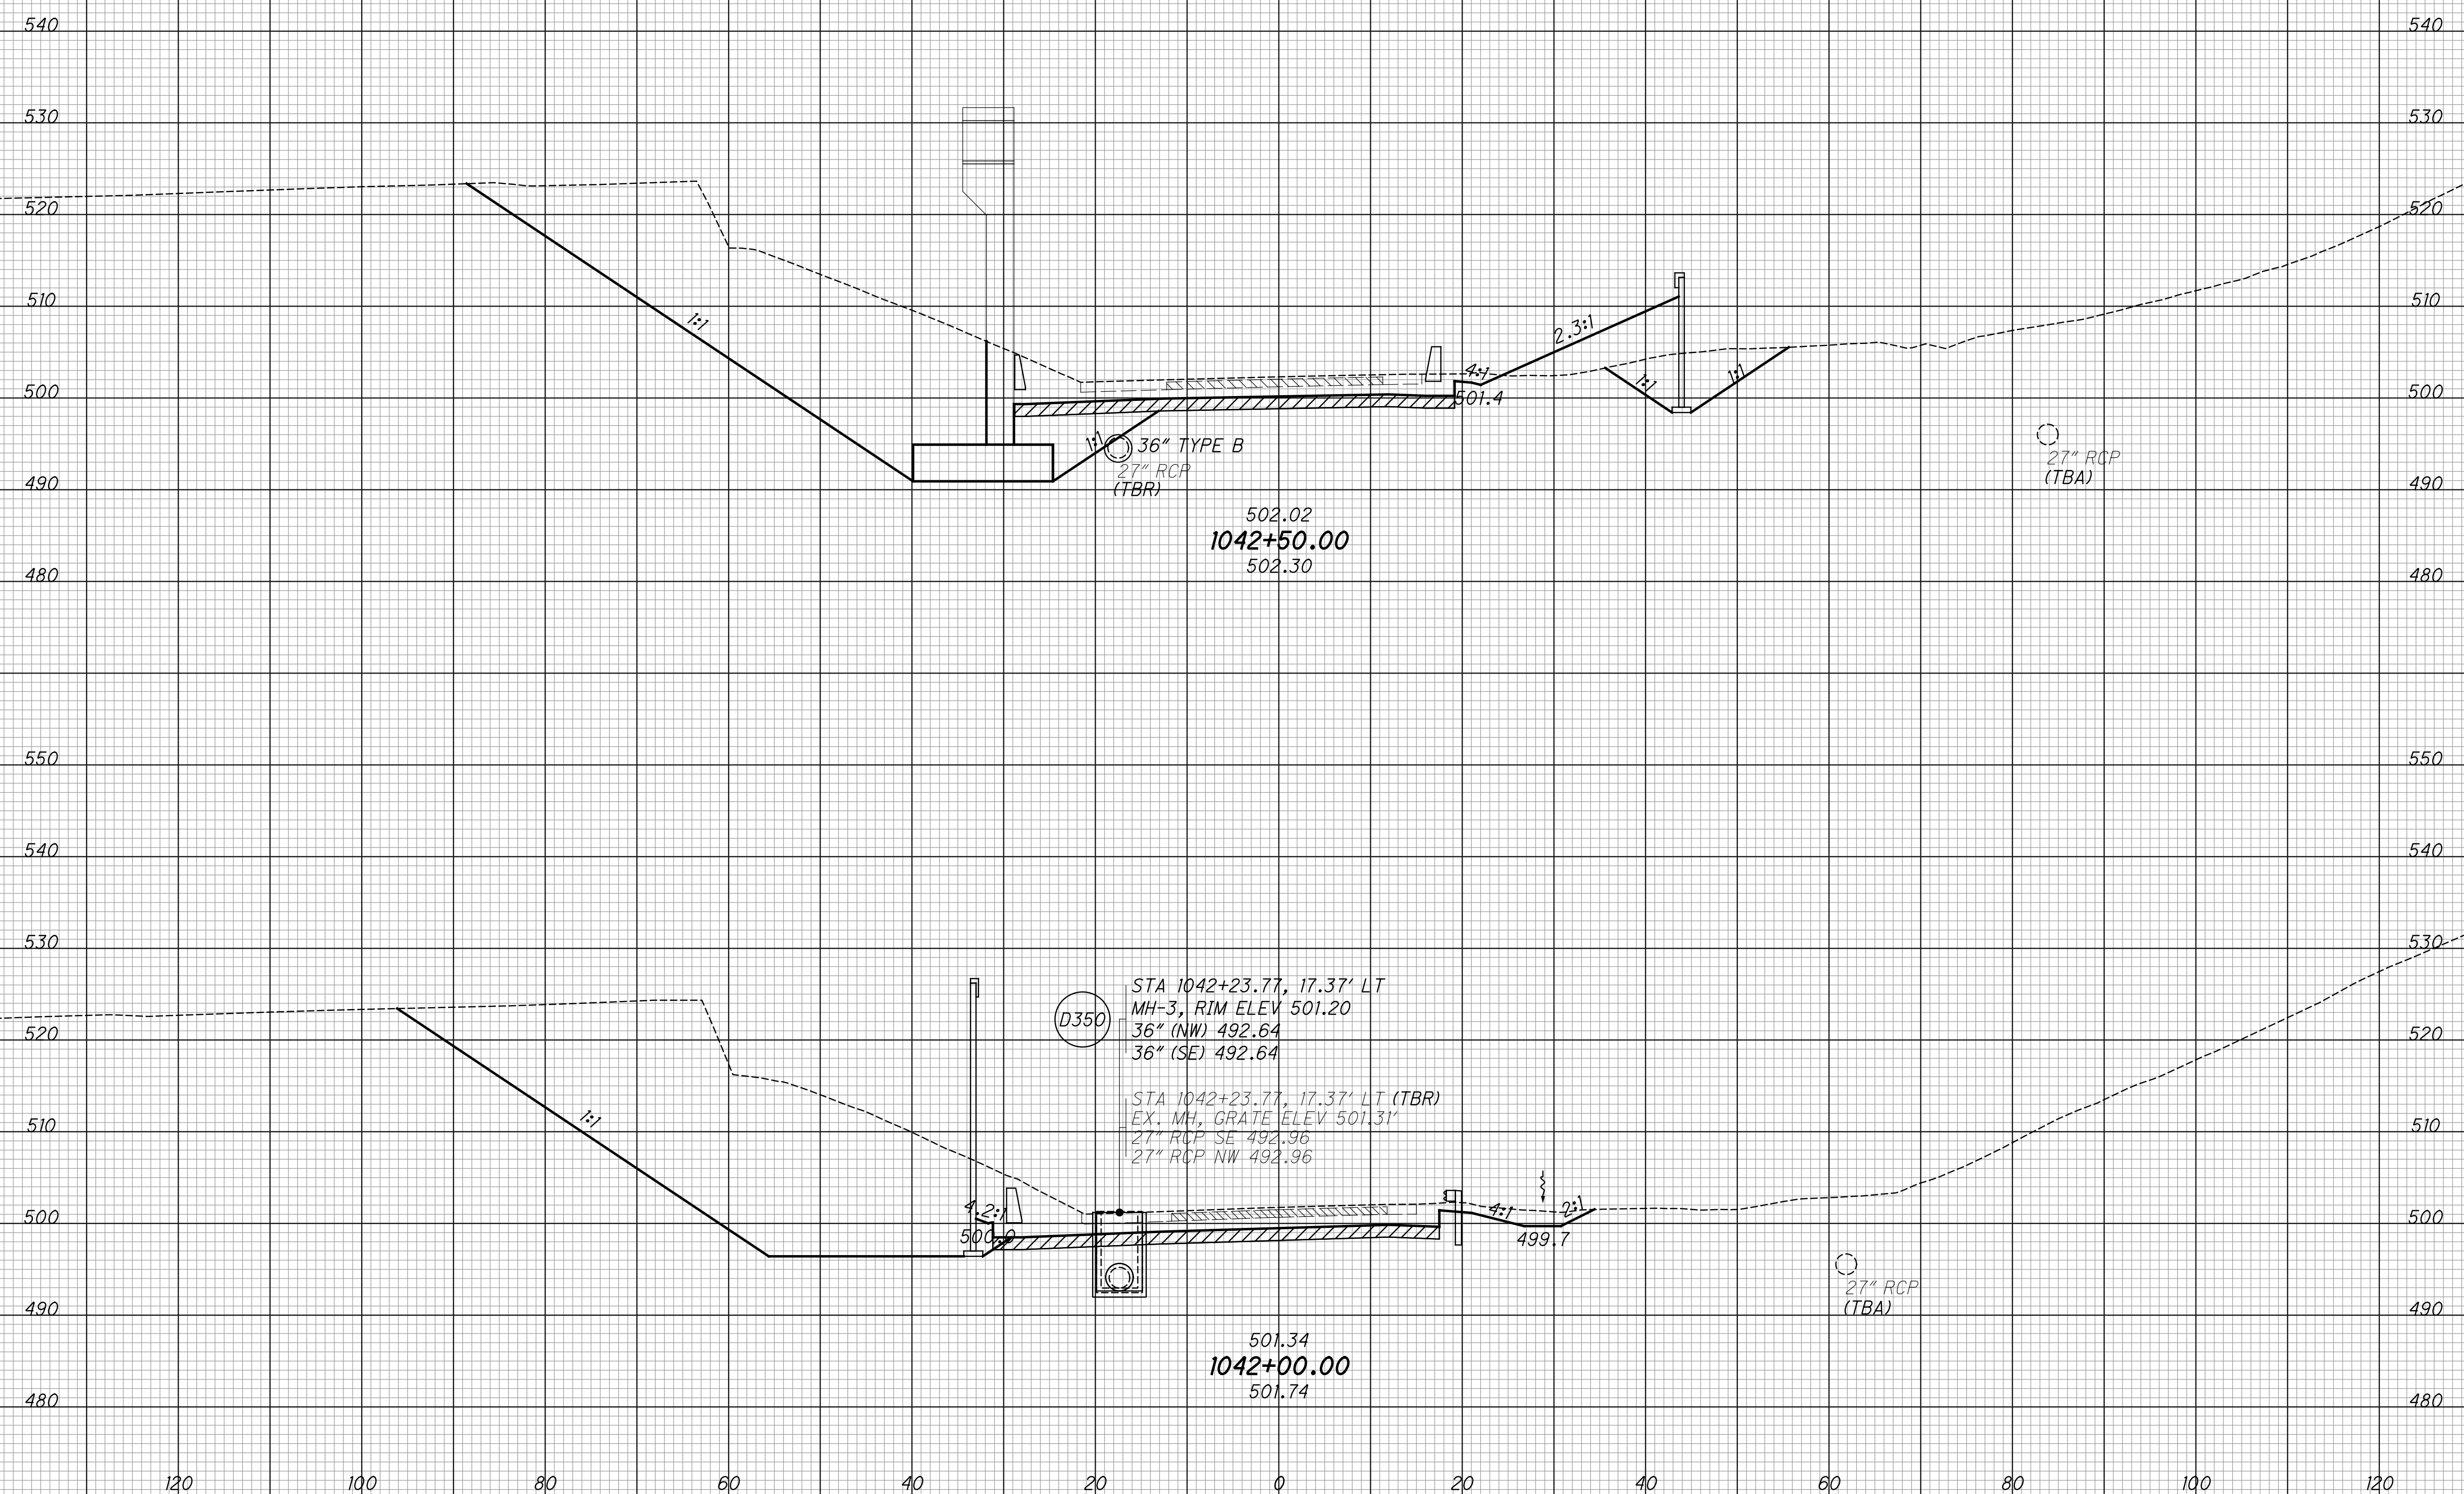 540 540
530 530
520 520
2.3:1
510 510
1:1
4:1
1:1 1:1
500 501.4 500
1:1 36" TYPE B
27" RCP 27" RCP
(TBR) (TBA)
490 490
502.02
1042+50.00
502.30
480 480
550 550
540 540
530 530
STA 1042+23.77, 17.37' LT
D350 MH-3, RIM ELEV 501.20
36" (NW) 492.64
36" (SE) 492.64
520 520
STA 1042+23.77, 17.37' LT (TBR)
EX. MH, GRATE ELEV 501.31'
27" RCP SE 492.96
27" RCP NW 492.96
1:1
510 510
4.2:1 4:1 2:1
500 500
500.0 499.7
27" RCP
(TBA)
490 490
501.34
1042+00.00
501.74
480 480
120 100 80 60 40 20 0 20 40 60 80 100 120